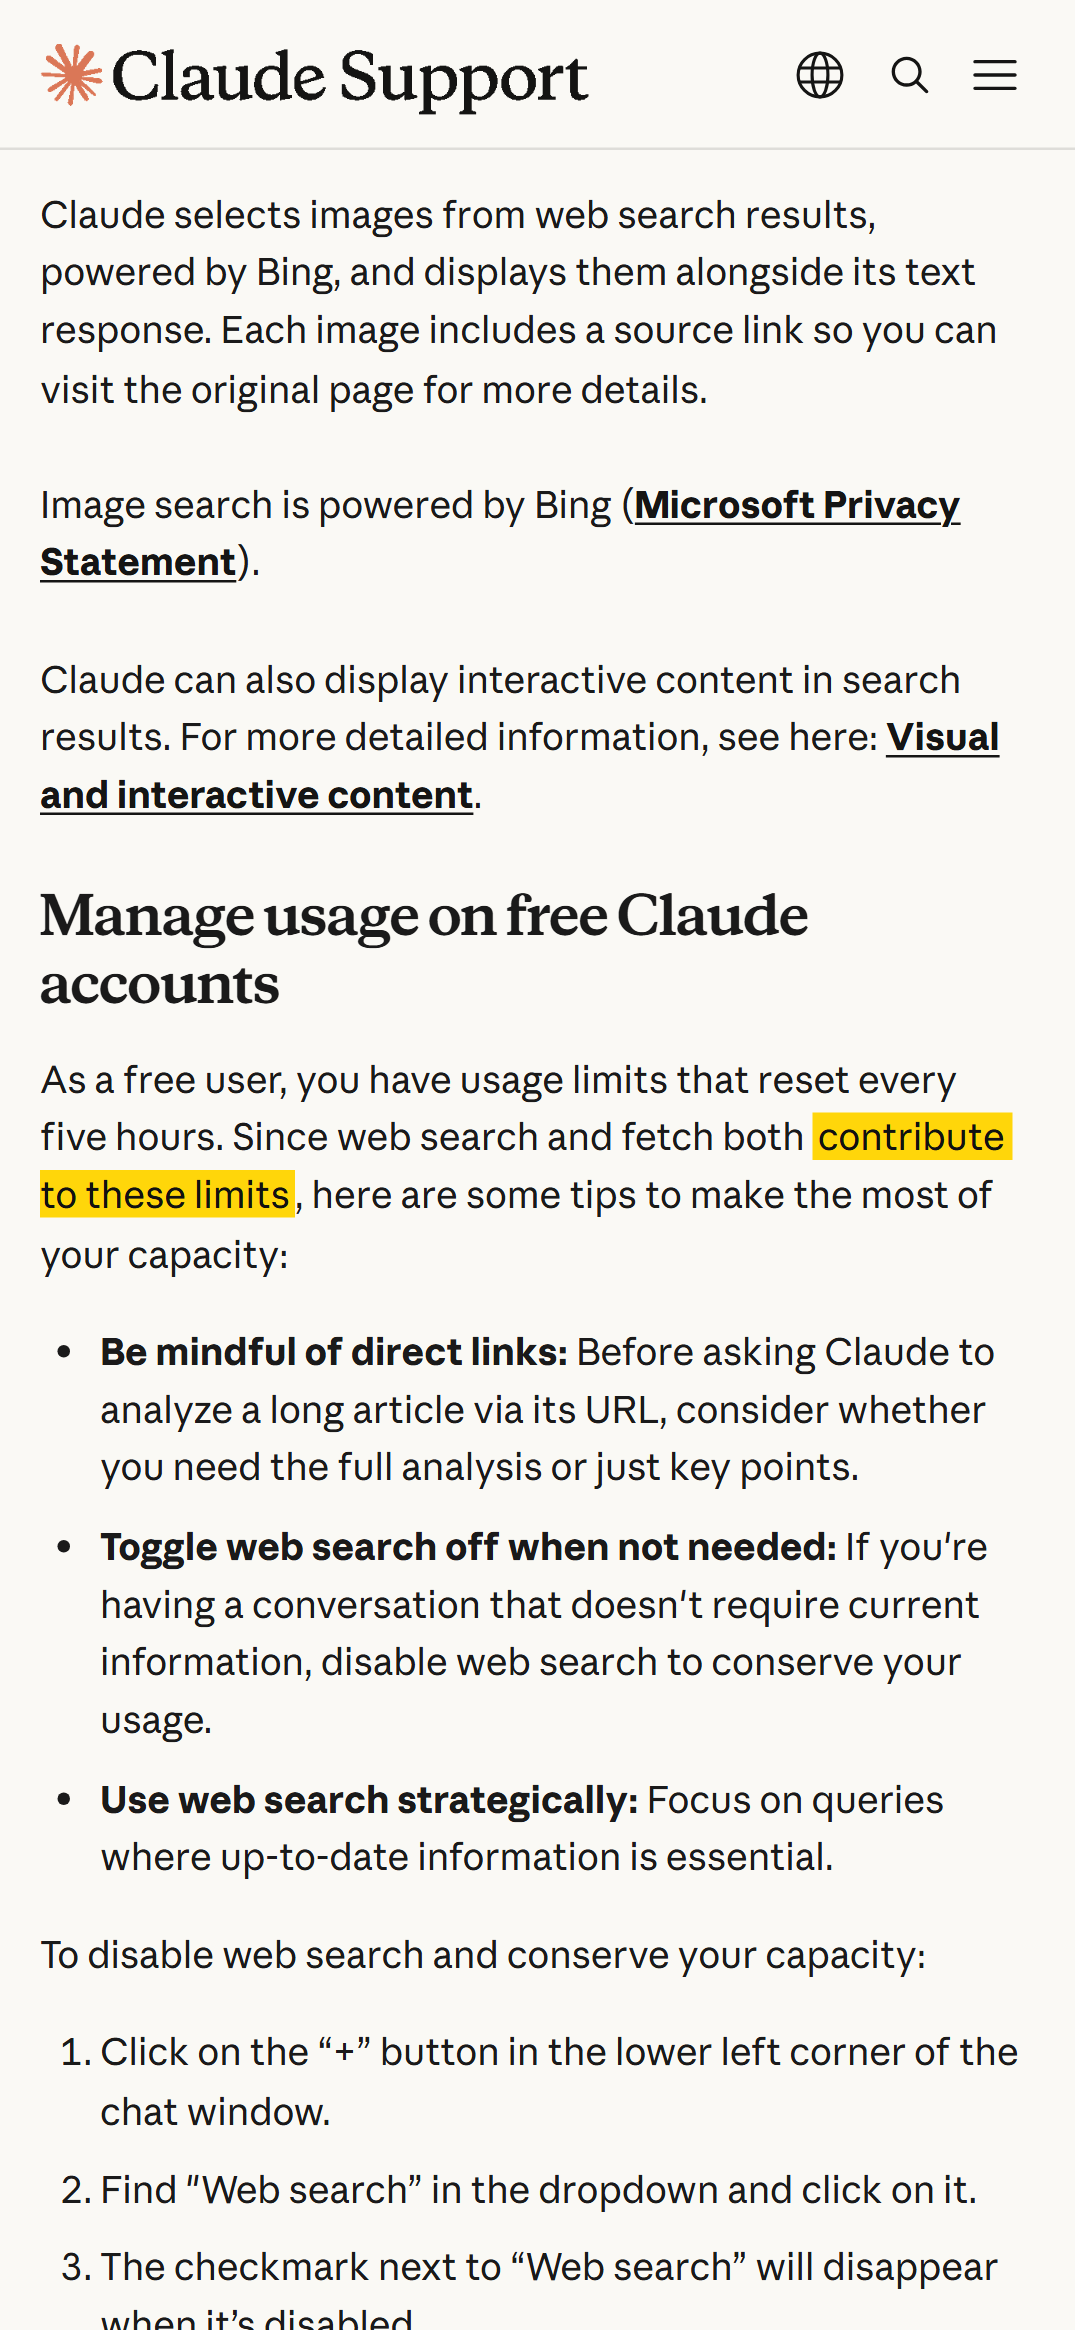 Claude Support
Claude selects images from web search results,
powered by Bing, and displays them alongside its text
response. Each image includes a source link so you can
visit the original page for more details.
Image search is powered by Bing (Microsoft Privacy
Statement).
Claude can also display interactive content in search
results. For more detailed information, see here: Visual
and interactive content.
Manage usage on free Claude
accounts
As a free user, you have usage limits that reset every
five hours. Since web search and fetch both contribute
to these limits, here are some tips to make the most of
your capacity:
• Be mindful of direct links: Before asking Claude to
analyze a long article via its URL, consider whether
you need the full analysis or just key points.
• Toggle web search off when not needed: If you're
having a conversation that doesn't require current
information, disable web search to conserve your
usage.
• Use web search strategically: Focus on queries
where up-to-date information is essential.
To disable web search and conserve your capacity:
1. Click on the “+” button in the lower left corner of the
chat window.
2. Find "Web search” in the dropdown and click on it.
3. The checkmark next to “Web search” will disappear
when it’s disabled